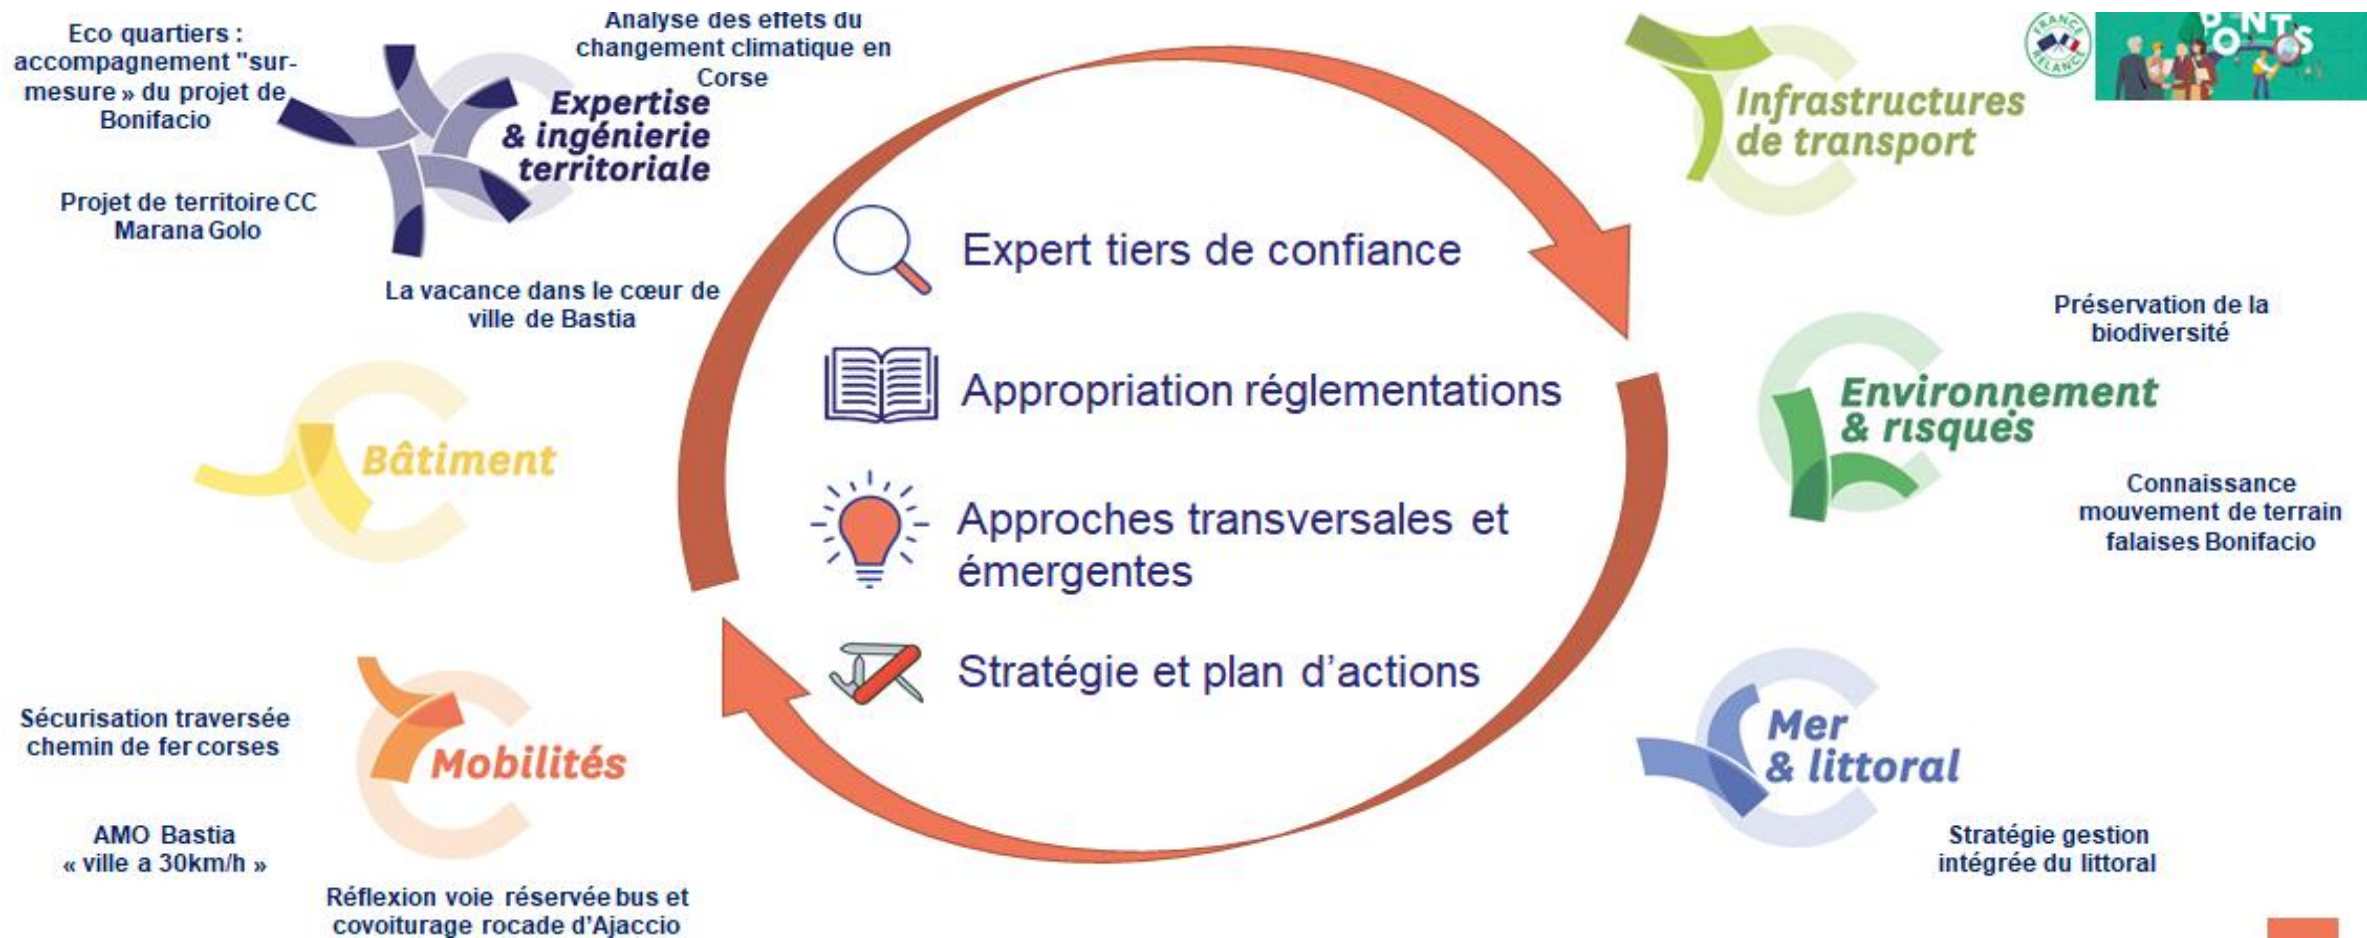 Eco quartiers :
accompagnement "sur-
mesure » du projet de
Bonifacio
Analyse des effets du
changement climatique en
Corse
Expertise
& ingénierie
territoriale
Projet de territoire CC
Marana Golo
La vacance dans le cœur de
ville de Bastia
Bâtiment
Sécurisation traversée
chemin de fer corses
Mobilités
AMO Bastia
« ville a 30km/h »
Réflexion voie réservée bus et
covoiturage rocade d'Ajaccio
Expert tiers de confiance
Appropriation réglementations
Approches transversales et
émergentes
Stratégie et plan d’actions
Infrastructures
de transport
FRANCE
RELANCE
PONTS
Préservation de la
biodiversité
Environnement
& risques
Connaissance
mouvement de terrain
falaises Bonifacio
Mer
& littoral
Stratégie gestion
intégrée du littoral